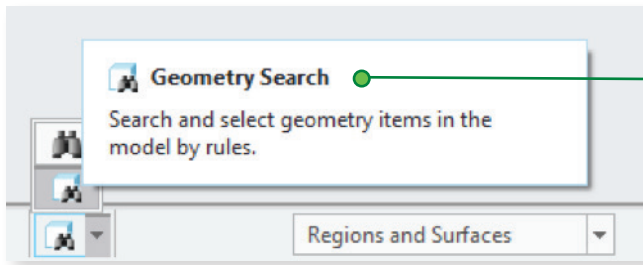 Geometry Search
Search and select geometry items in the
model by rules.
Regions and Surfaces